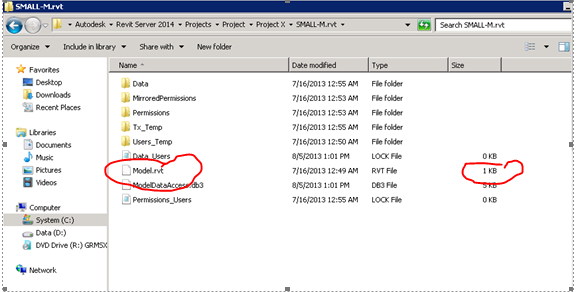 SMALL-M.rvt
Autodesk ▸ Revit Server 2014 ▸ Projects ▸ Project ▸ Project X ▸ SMALL-M.rvt ▸
Search SMALL-M.rvt
Organize Include in library Share with New folder
Favorites
Desktop
Downloads
Recent Places
Libraries
Documents
Music
Pictures
Videos
Computer
System (C:)
Data (D:)
DVD Drive (R:) GRMSX
Network
Name Date modified Type Size
Data 7/16/2013 12:55 AM File folder
MirroredPermissions 7/16/2013 12:53 AM File folder
Permissions 7/16/2013 12:53 AM File folder
Tx_Temp 7/16/2013 12:55 AM File folder
Users_Temp 7/16/2013 12:50 AM File folder
Data_Users 8/5/2013 1:01 PM LOCK File 0 KB
Model.rvt 7/16/2013 12:49 AM RVT File 1 KB
ModelDataAccess.db3 8/5/2013 1:01 PM DB3 File 5 KB
Permissions_Users 7/16/2013 12:55 AM LOCK File 0 KB